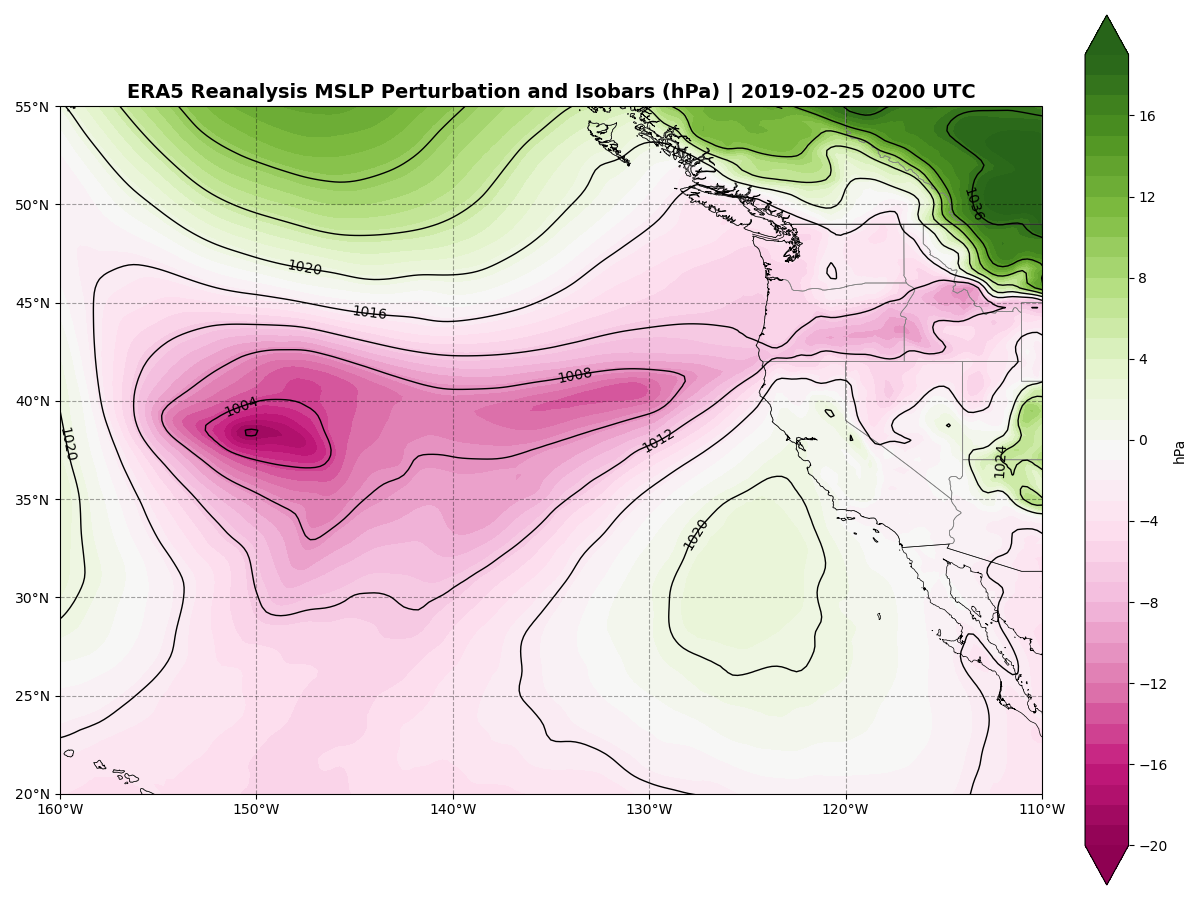 ERA5 Reanalysis MSLP Perturbation and Isobars (hPa) | 2019-02-25 0200 UTC
55°N
50°N
45°N
40°N
35°N
30°N
25°N
20°N
160°W
150°W
140°W
130°W
120°W
110°W
1036
1020
1016
1008
1004
1020
1012
1024
1020
16
12
8
4
0
−4
−8
−12
−16
−20
hPa